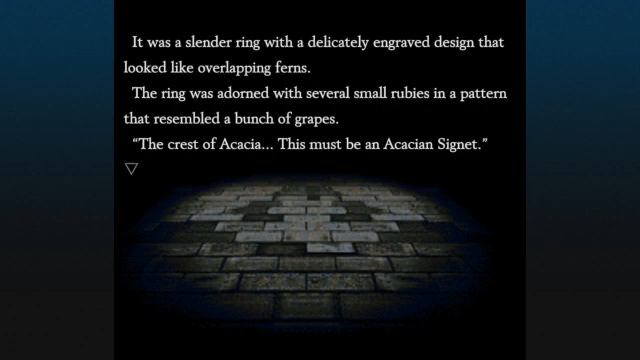 It was a slender ring with a delicately engraved design that
looked like overlapping ferns.
The ring was adorned with several small rubies in a pattern
that resembled a bunch of grapes.
“The crest of Acacia... This must be an Acacian Signet.”